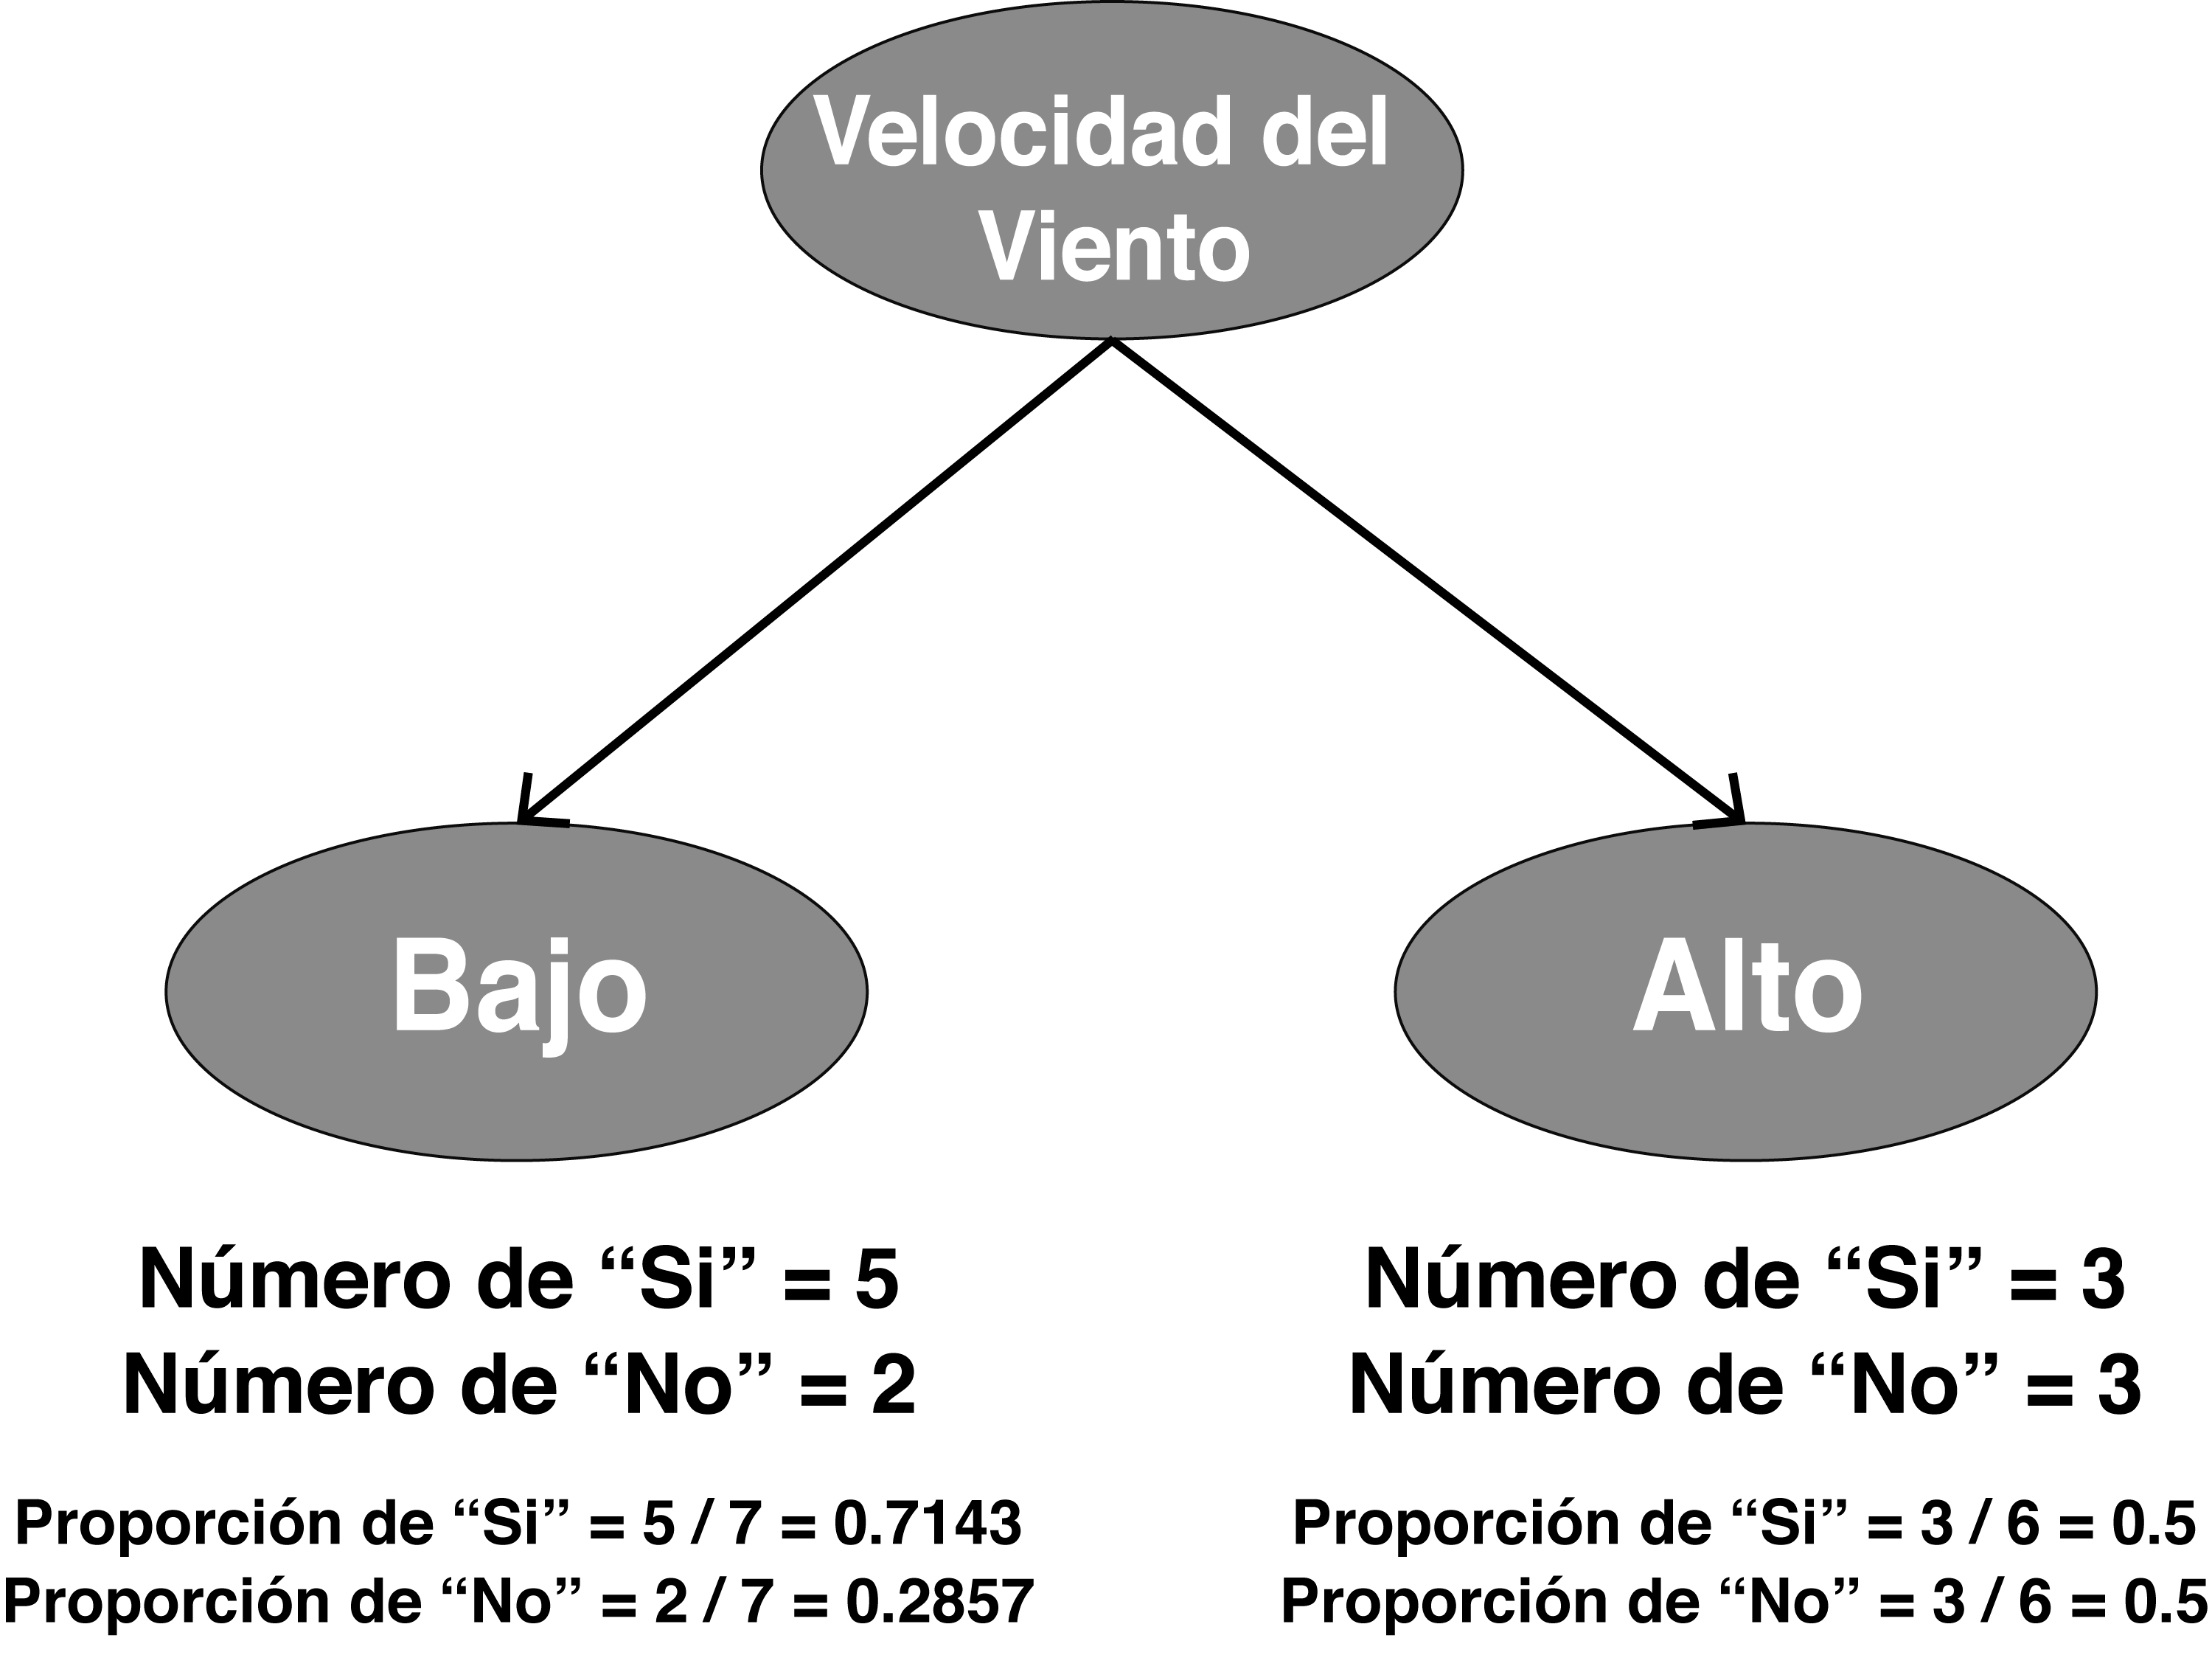 Velocidad del
Viento
Bajo
Alto
Número de “Si” = 5
Número de “No” = 2
Proporción de “Si” = 5 / 7 = 0.7143
Proporción de “No” = 2 / 7 = 0.2857
Número de “Si” = 3
Número de “No” = 3
Proporción de “Si” = 3 / 6 = 0.5
Proporción de “No” = 3 / 6 = 0.5